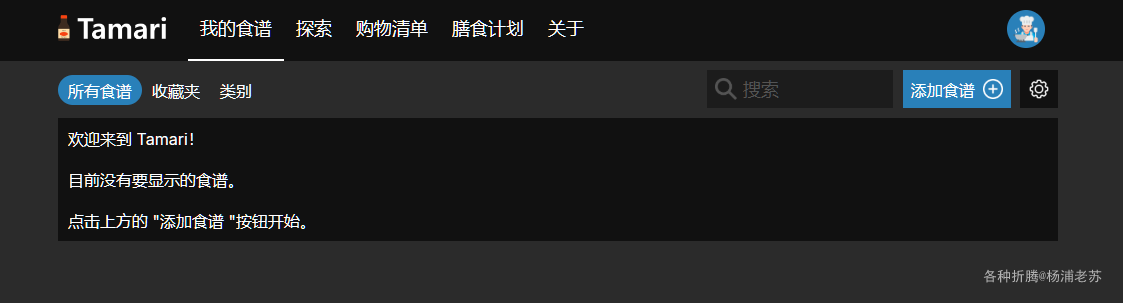 Tamari 我的食谱 探索 购物清单 膳食计划 关于
所有食谱 收藏夹 类别 搜索 添加食谱
欢迎来到 Tamari!
目前没有要显示的食谱。
点击上方的 "添加食谱 "按钮开始。
各种折腾@杨浦老苏